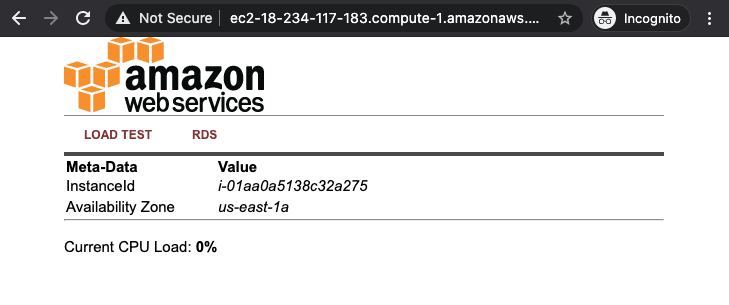 Not Secure ec2-18-234-117-183.compute-1.amazonaws.... Incognito
amazon
web services
LOAD TEST RDS
Meta-Data Value
InstanceId i-01aa0a5138c32a275
Availability Zone us-east-1a
Current CPU Load: 0%